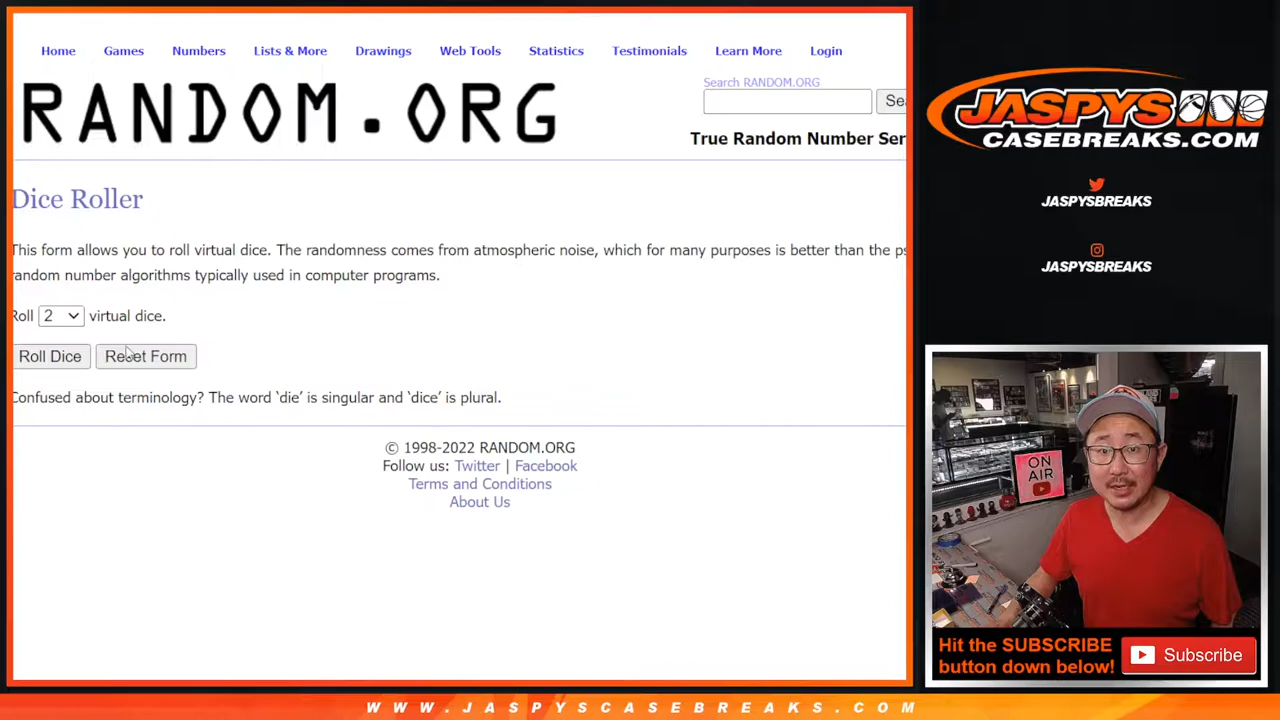 Home Games Numbers Lists & More Drawings Web Tools Statistics Testimonials Learn More Login
RANDOM.ORG
Search RANDOM.ORG
Sea
True Random Number Ser
Dice Roller
This form allows you to roll virtual dice. The randomness comes from atmospheric noise, which for many purposes is better than the ps
random number algorithms typically used in computer programs.
Roll 2 virtual dice.
Roll Dice Reset Form
Confused about terminology? The word ‘die’ is singular and ‘dice’ is plural.
© 1998-2022 RANDOM.ORG
Follow us: Twitter | Facebook
Terms and Conditions
About Us
JASPYS
CASEBREAKS.COM
JASPYSBREAKS
JASPYSBREAKS
ON
AIR
Hit the SUBSCRIBE
button down below!
Subscribe
WWW.JASPYSCASEBREAKS.COM